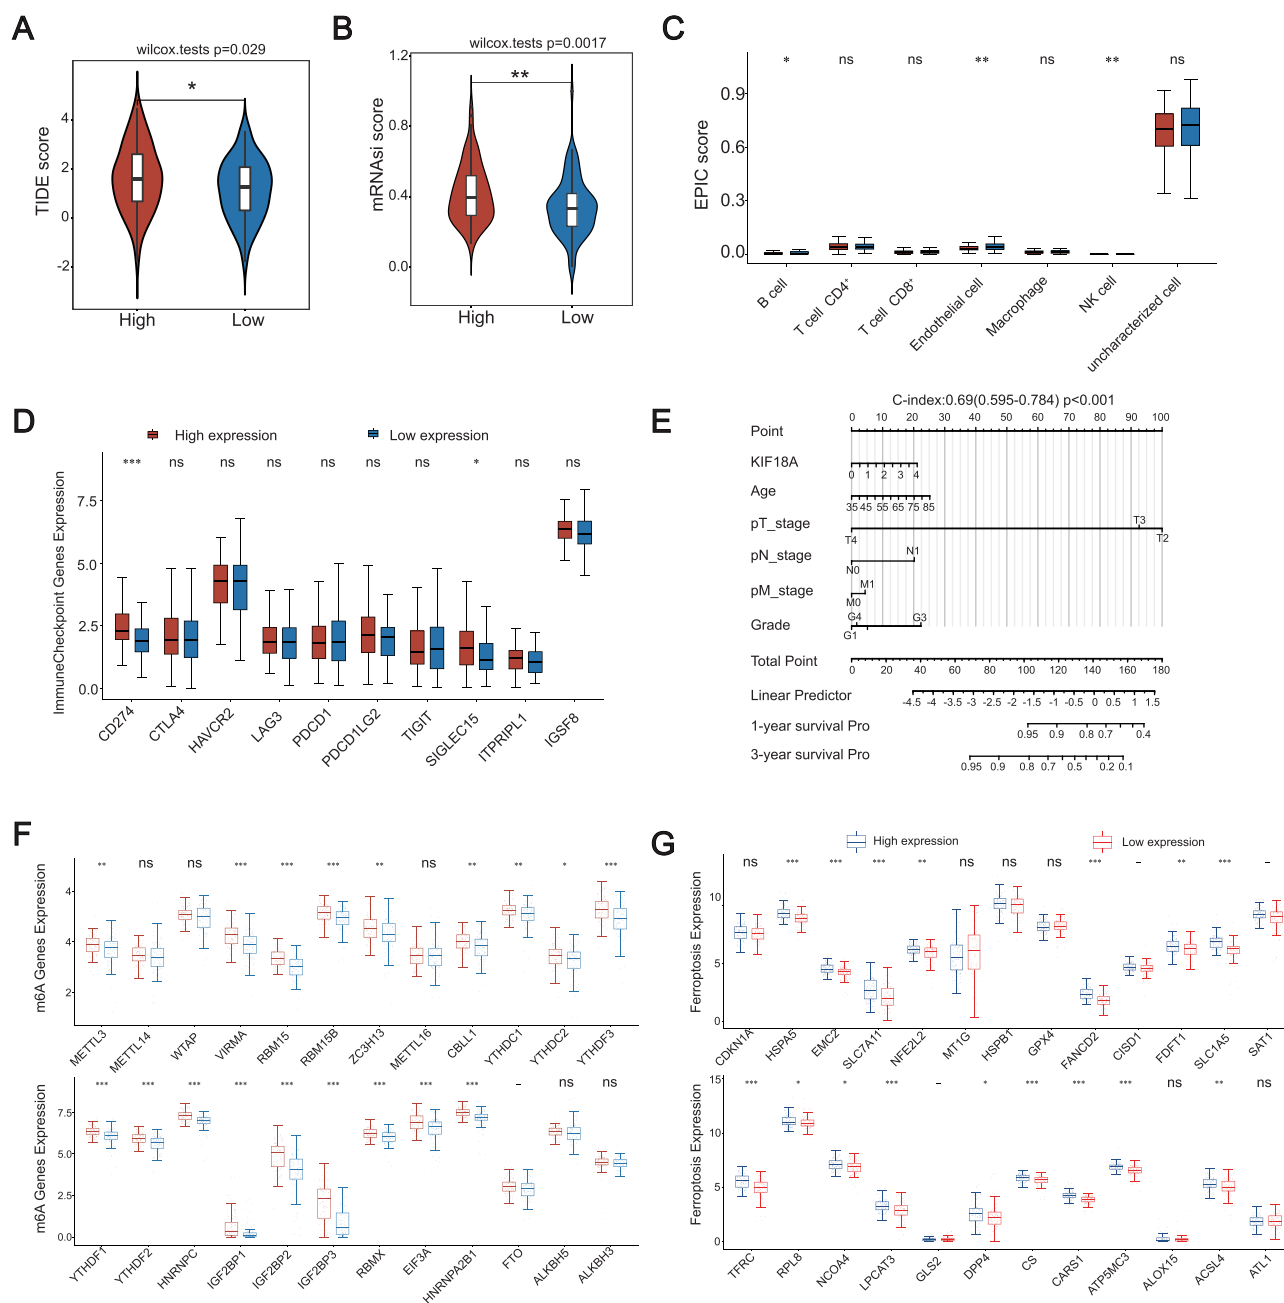 A
wilcox.tests p=0.029
*
TIDE score
4
2
0
-2
High
Low
B
wilcox.tests p=0.0017
**
mRNAsi score
1.2
0.8
0.4
0.0
High
Low
C
* ns ns ** ns ** ns
EPIC score
0.9
0.6
0.3
0.0
B cell
T cell CD4+
T cell CD8+
Endothelial cell
Macrophage
NK cell
uncharacterized cell
D
High expression
Low expression
*** ns ns ns ns ns ns * ns ns
ImmuneCheckpoint Genes Expression
7.5
5.0
2.5
0.0
CD274
CTLA4
HAVCR2
LAG3
PDCD1
PDCD1LG2
TIGIT
SIGLEC15
ITPRIPL1
IGSF8
E
C-index:0.69(0.595-0.784) p<0.001
0 10 20 30 40 50 60 70 80 90 100
Point
KIF18A
0 1 2 3 4
Age
35 45 55 65 75 85
pT_stage
T3
T4 T2
pN_stage
N1
N0
pM_stage
M1
M0
Grade
G4 G3
G1
Total Point
0 20 40 60 80 100 120 140 160 180
Linear Predictor
-4.5 -4 -3.5 -3 -2.5 -2 -1.5 -1 -0.5 0 0.5 1 1.5
1-year survival Pro
0.95 0.9 0.8 0.7 0.4
3-year survival Pro
0.95 0.9 0.8 0.7 0.5 0.2 0.1
F
** ns ns *** *** *** ** ns ** ** * ***
m6A Genes Expression
4
4
2
METTL3
METTL14
WTAP
VIRMA
RBM15
RBM15B
ZC3H13
METTL16
CBLL1
YTHDC1
YTHDC2
YTHDF3
*** *** *** *** *** *** *** *** *** – ns ns
m6A Genes Expression
7.5
5.0
2.5
0.0
YTHDF1
YTHDF2
HNRNPC
IGF2BP1
IGF2BP2
IGF2BP3
RBMX
EIF3A
HNRNPA2B1
FTO
ALKBH5
ALKBH3
G
High expression
Low expression
ns *** *** *** ** ns ns ns *** – ** *** –
Ferroptosis Expression
10
5
0
CDKN1A
HSPA5
EMC2
SLC7A11
NFE2L2
MT1G
HSPB1
GPX4
FANCD2
CISD1
FDFT1
SLC1A5
SAT1
*** * * *** – * *** *** *** ns ** ns
Ferroptosis Expression
15
10
5
0
TFRC
RPL8
NCOA4
LPCAT3
GLS2
DPP4
CS
CARS1
ATP5MC3
ALOX15
ACSL4
ATL1